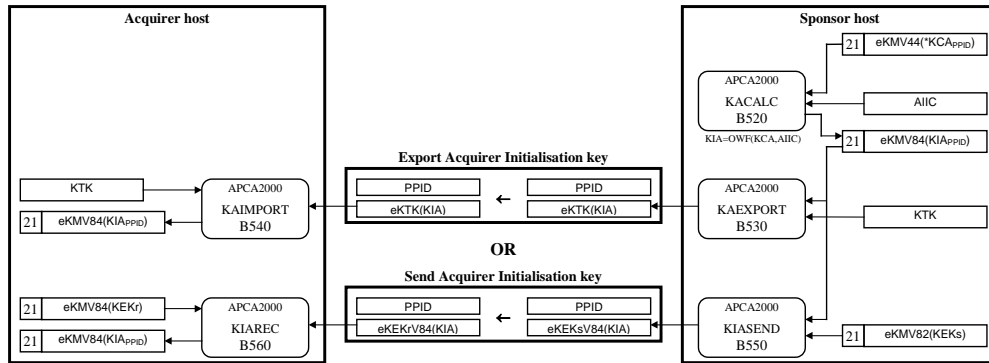 Acquirer host
Sponsor host
21 eKMV44(*KCAPPID)
APCA2000
KACALC
B520
AIIC
KIA=OWF(KCA,AIIC)
21 eKMV84(KIAPPID)
Export Acquirer Initialisation key
KTK
APCA2000
KAIMPORT
B540
PPID ← PPID
eKTK(KIA) eKTK(KIA)
APCA2000
KAEXPORT
B530
21 eKMV84(KIAPPID)
KTK
OR
Send Acquirer Initialisation key
21 eKMV84(KEKr)
APCA2000
KIAREC
B560
PPID ← PPID
eKEKrV84(KIA) eKEKsV84(KIA)
APCA2000
KIASEND
B550
21 eKMV84(KIAPPID)
21 eKMV82(KEKs)